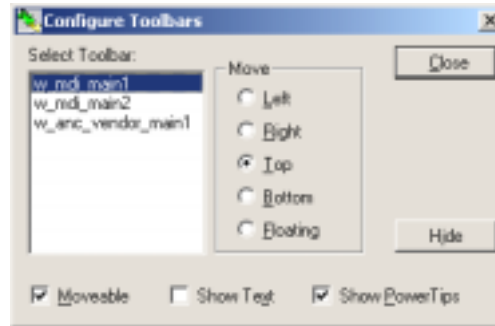 Configure Toolbars
Select Toolbar:
w_mdi_main1
w_mdi_main2
w_anc_vendor_main1
Move
Left
Right
Top
Bottom
Floating
Close
Hide
Moveable
Show Text
Show PowerTips